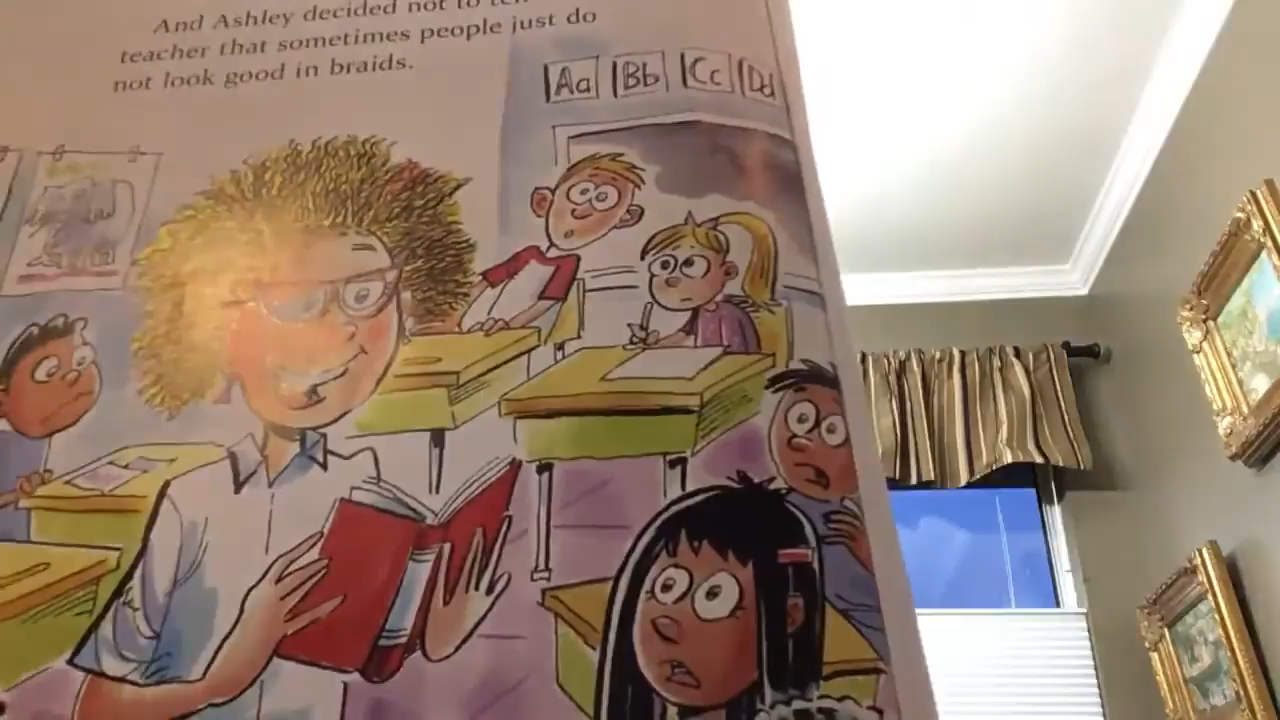 And Ashley decided not to
teacher that sometimes people just do
not look good in braids.
Aa Bb Cc Dd